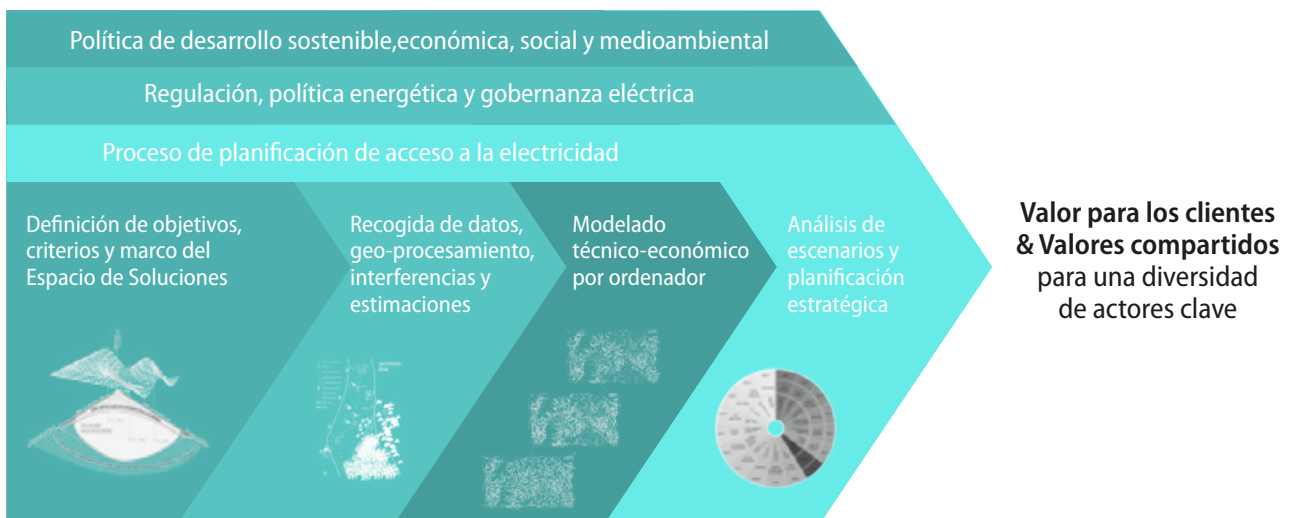 Política de desarrollo sostenible,económica, social y medioambiental
Regulación, política energética y gobernanza eléctrica
Proceso de planificación de acceso a la electricidad
Definición de objetivos,
criterios y marco del
Espacio de Soluciones
Recogida de datos,
geo-procesamiento,
interferencias y
estimaciones
Modelado
técnico-económico
por ordenador
Análisis de
escenarios y
planificación
estratégica
Valor para los clientes
& Valores compartidos
para una diversidad
de actores clave